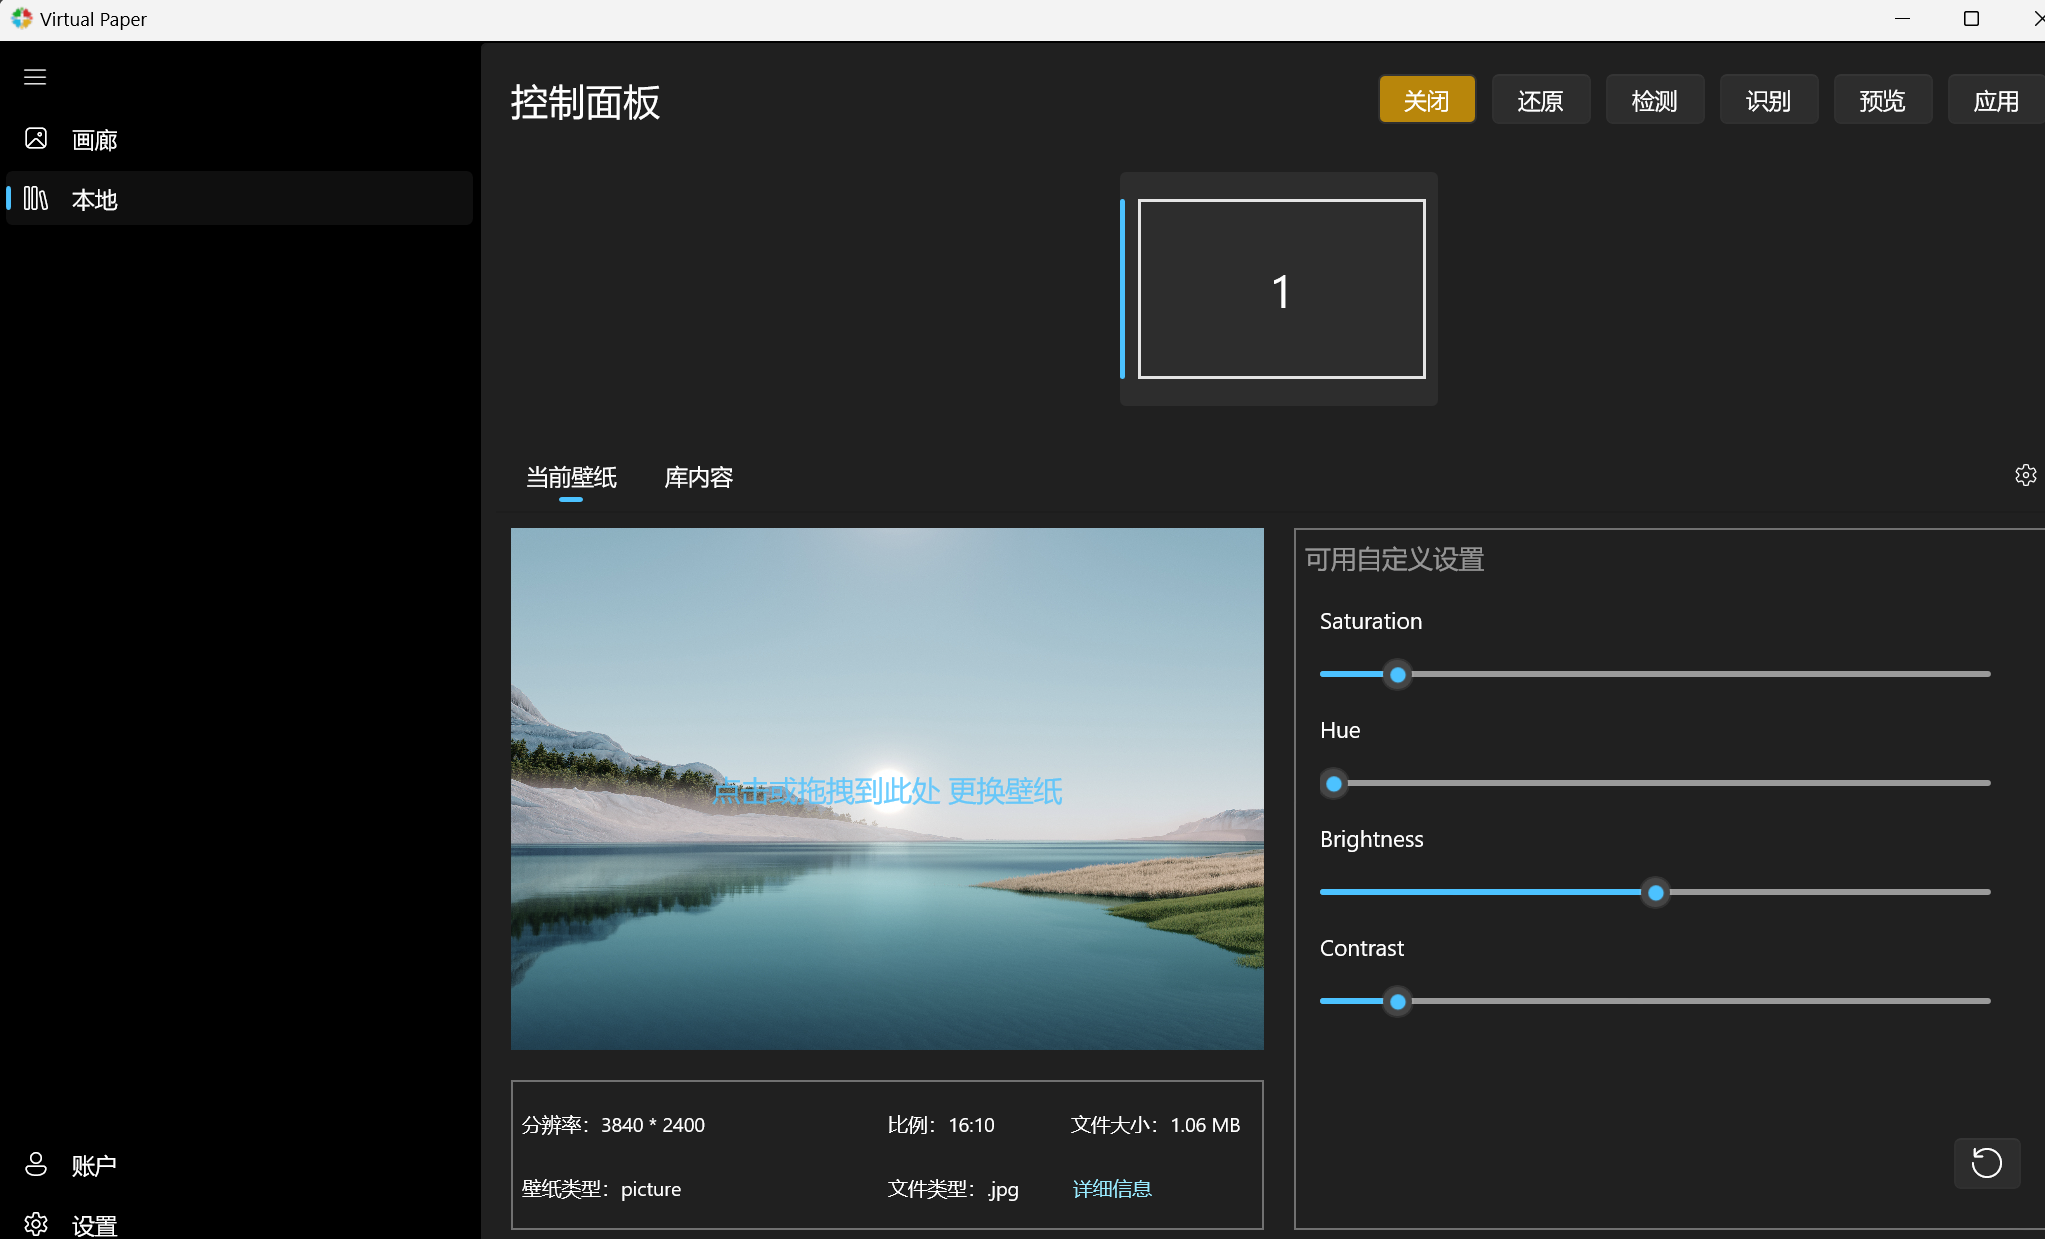 Virtual Paper
画廊
本地
控制面板
关闭 还原 检测 识别 预览 应用
1
当前壁纸 库内容
点击或拖拽到此处 更换壁纸
可用自定义设置
Saturation
Hue
Brightness
Contrast
分辨率：3840 * 2400 比例：16:10 文件大小：1.06 MB
壁纸类型：picture 文件类型：.jpg 详细信息
账户
设置